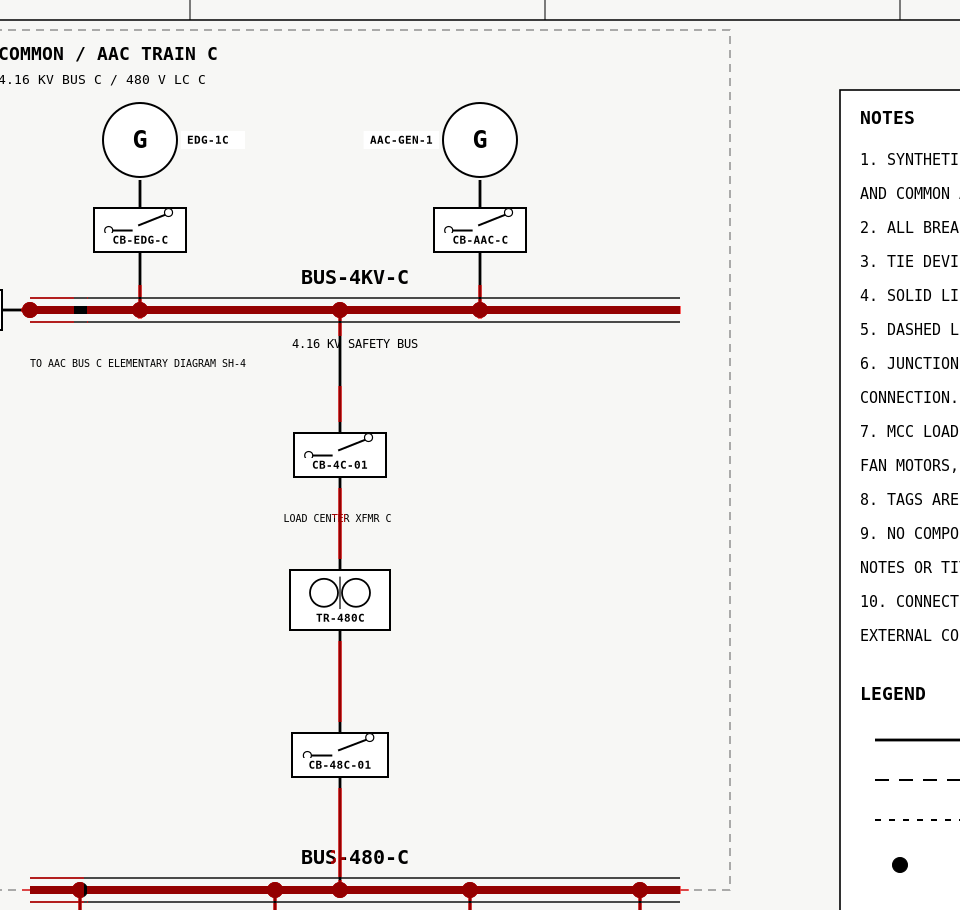 COMMON / AAC TRAIN C
4.16 KV BUS C / 480 V LC C
G
EDG-1C
AAC-GEN-1
G
CB-EDG-C
CB-AAC-C
BUS-4KV-C
4.16 KV SAFETY BUS
TO AAC BUS C ELEMENTARY DIAGRAM SH-4
CB-4C-01
LOAD CENTER XFMR C
TR-480C
CB-48C-01
BUS-480-C
NOTES
1. SYNTHETI
AND COMMON
2. ALL BREA
3. TIE DEVI
4. SOLID LI
5. DASHED L
6. JUNCTION
CONNECTION.
7. MCC LOAD
FAN MOTORS,
8. TAGS ARE
9. NO COMPO
NOTES OR TI
10. CONNECT
EXTERNAL CO
LEGEND